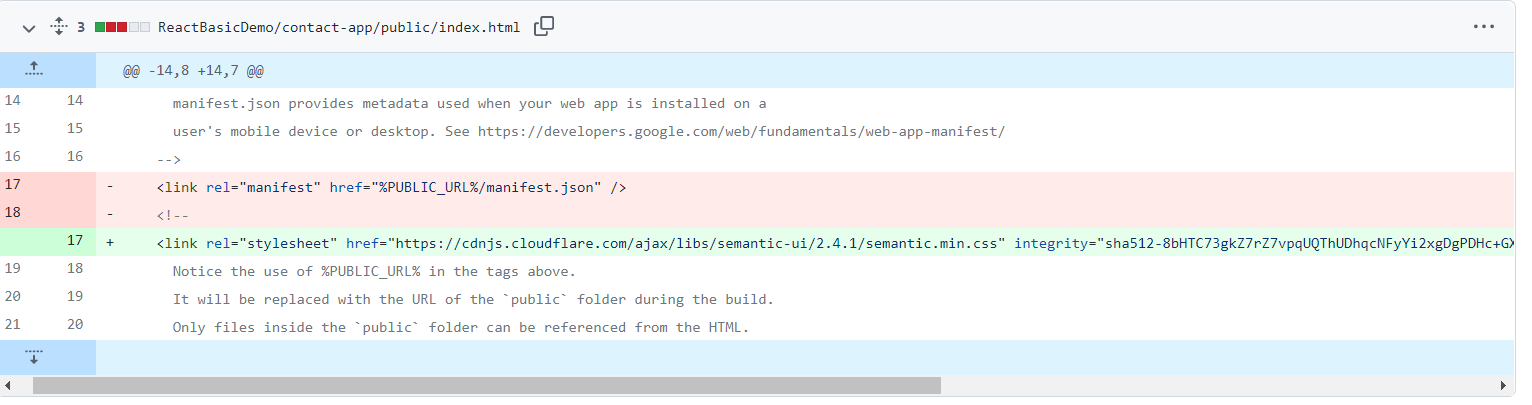 3 ReactBasicDemo/contact-app/public/index.html
@@ -14,8 +14,7 @@
14 14 manifest.json provides metadata used when your web app is installed on a
15 15 user's mobile device or desktop. See https://developers.google.com/web/fundamentals/web-app-manifest/
16 16 -->
17 - <link rel="manifest" href="%PUBLIC_URL%/manifest.json" />
18 - <!--
17 + <link rel="stylesheet" href="https://cdnjs.cloudflare.com/ajax/libs/semantic-ui/2.4.1/semantic.min.css" integrity="sha512-8bHTC73gkZ7rZ7vpqUQThUDhqcNFyYi2xgDgPDHc+GX
19 18 Notice the use of %PUBLIC_URL% in the tags above.
20 19 It will be replaced with the URL of the `public` folder during the build.
21 20 Only files inside the `public` folder can be referenced from the HTML.